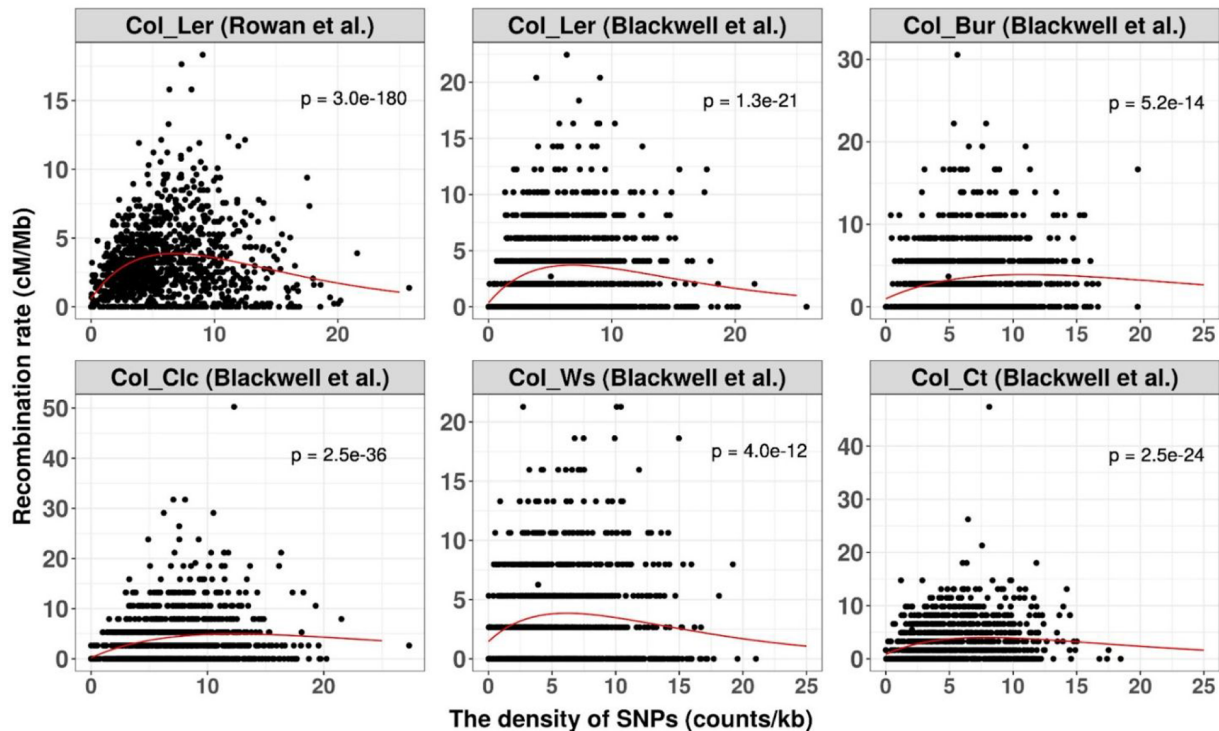 Col_Ler (Rowan et al.)
Col_Ler (Blackwell et al.)
Col_Bur (Blackwell et al.)
p = 3.0e-180
p = 1.3e-21
p = 5.2e-14
15
10
5
0
20
15
10
5
0
30
20
10
0
0 10 20
0 5 10 15 20 25
0 5 10 15 20 25
Col_Clc (Blackwell et al.)
Col_Ws (Blackwell et al.)
Col_Ct (Blackwell et al.)
p = 2.5e-36
p = 4.0e-12
p = 2.5e-24
50
40
30
20
10
0
20
15
10
5
0
40
20
0
0 10 20
0 5 10 15 20 25
0 5 10 15 20 25
Recombination rate (cM/Mb)
The density of SNPs (counts/kb)